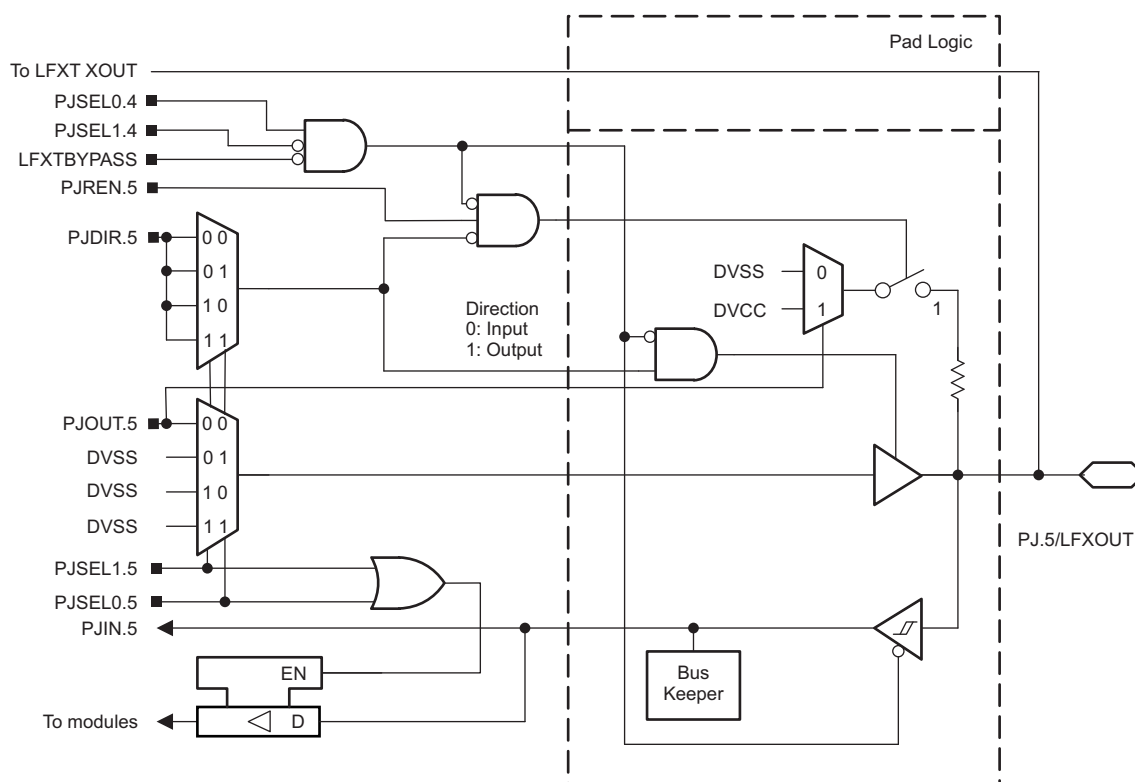 Pad Logic
To LFXT XOUT
PJSEL0.4
PJSEL1.4
LFXTBYPASS
PJREN.5
PJDIR.5
0 0
0 1
1 0
1 1
Direction
0: Input
1: Output
DVSS
0
DVCC
1
1
PJOUT.5
0 0
DVSS
0 1
DVSS
1 0
DVSS
1 1
PJ.5/LFXOUT
PJSEL1.5
PJSEL0.5
PJIN.5
Bus
Keeper
EN
To modules
D